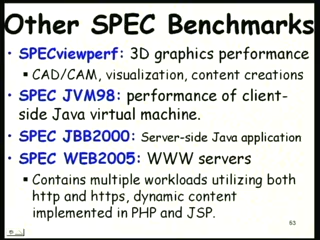 Other SPEC Benchmarks
• SPECviewperf: 3D graphics performance
▪ CAD/CAM, visualization, content creations
• SPEC JVM98: performance of client-
side Java virtual machine.
• SPEC JBB2000: Server-side Java application
• SPEC WEB2005: WWW servers
▪ Contains multiple workloads utilizing both
http and https, dynamic content
implemented in PHP and JSP.
63